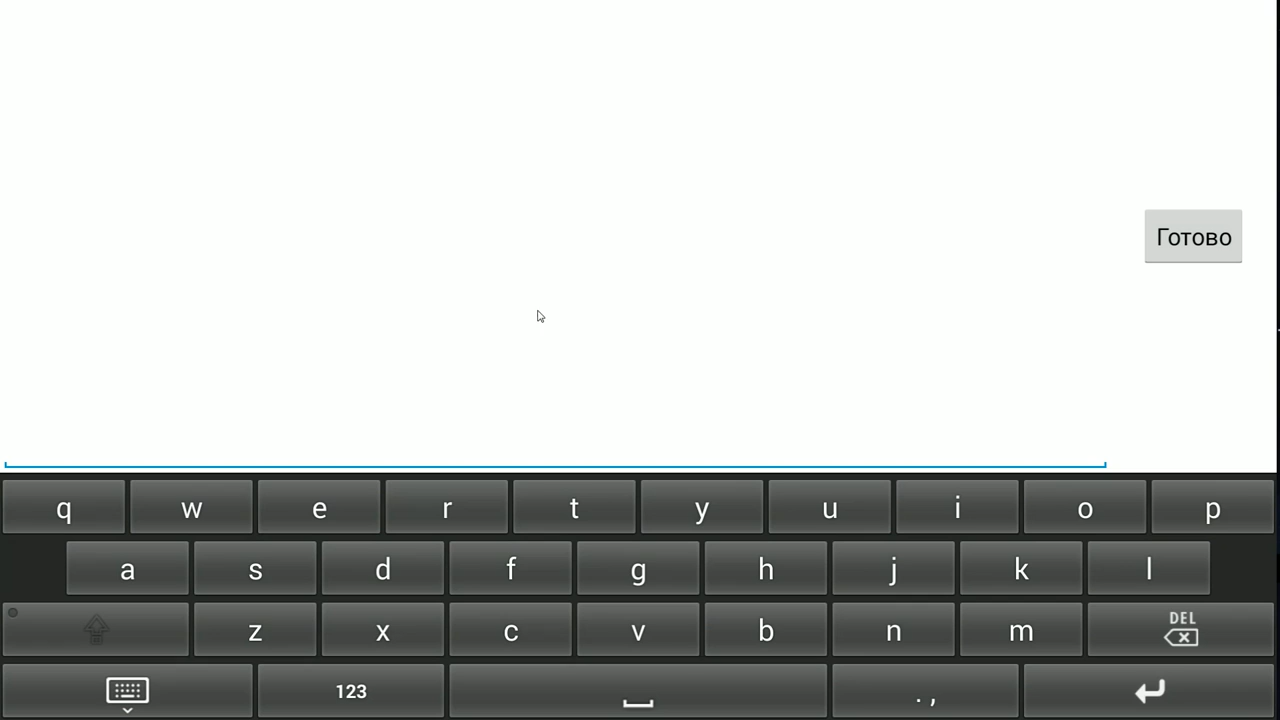 Готово
q w e r t y u i o p
a s d f g h j k l
z x c v b n m DEL
123 . ,